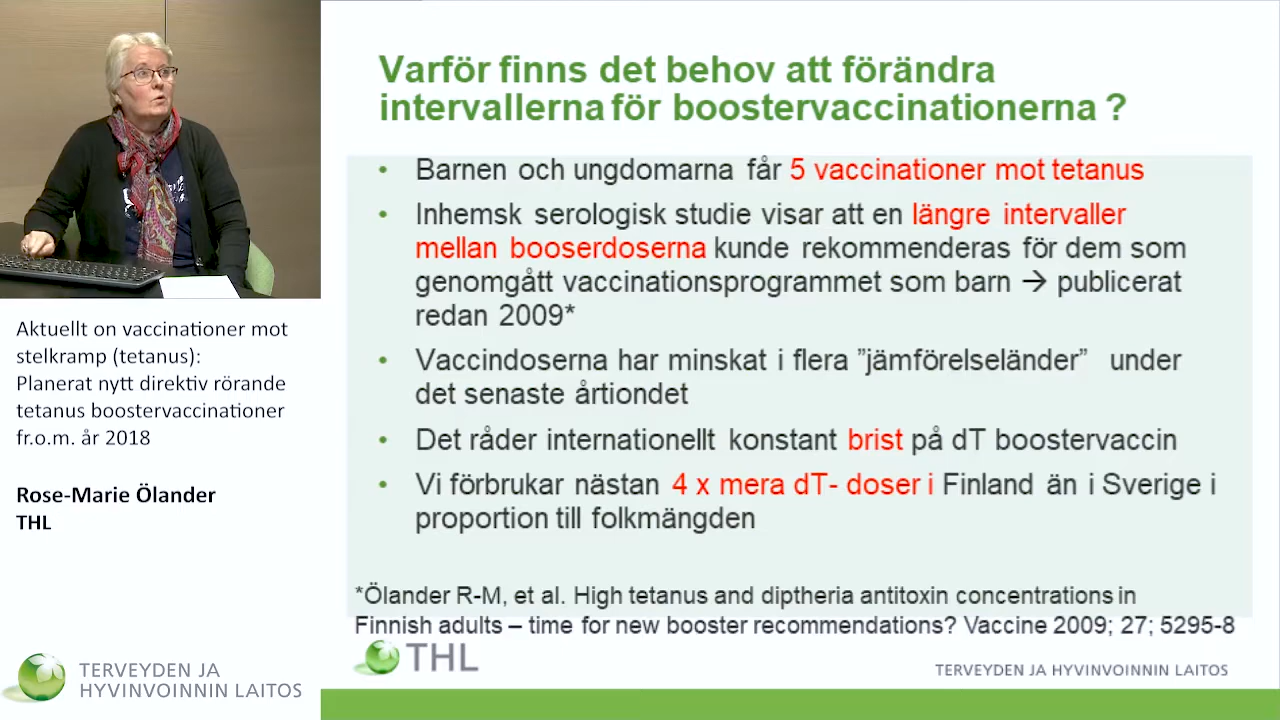 Varför finns det behov att förändra
intervallerna för boostervaccinationerna ?
• Barnen och ungdomarna får 5 vaccinationer mot tetanus
• Inhemsk serologisk studie visar att en längre intervaller
mellan booserdoserna kunde rekommenderas för dem som
genomgått vaccinationsprogrammet som barn → publicerat
redan 2009*
• Vaccindoserna har minskat i flera ”jämförelseländer” under
det senaste årtiondet
• Det råder internationellt konstant brist på dT boostervaccin
• Vi förbrukar nästan 4 x mera dT- doser i Finland än i Sverige i
proportion till folkmängden
*Ölander R-M, et al. High tetanus and diptheria antitoxin concentrations in
Finnish adults – time for new booster recommendations? Vaccine 2009; 27; 5295-8
THL
TERVEYDEN JA HYVINVOINNIN LAITOS
Aktuellt on vaccinationer mot
stelkramp (tetanus):
Planerat nytt direktiv rörande
tetanus boostervaccinationer
fr.o.m. år 2018
Rose-Marie Ölander
THL
TERVEYDEN JA
HYVINVOINNIN LAITOS